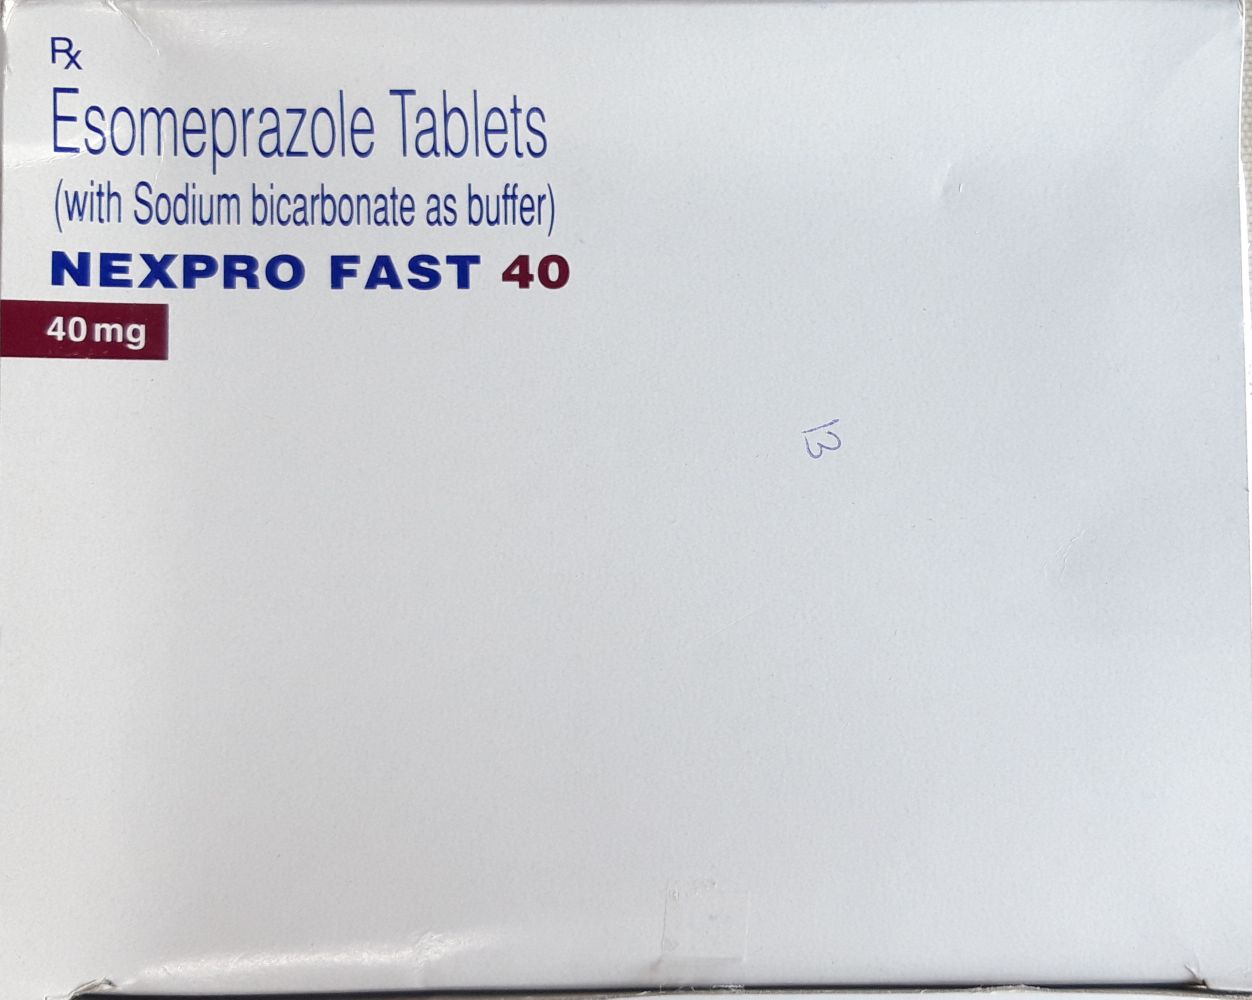 Rx
Esomeprazole Tablets
(with Sodium bicarbonate as buffer)
NEXPRO FAST 40
40 mg